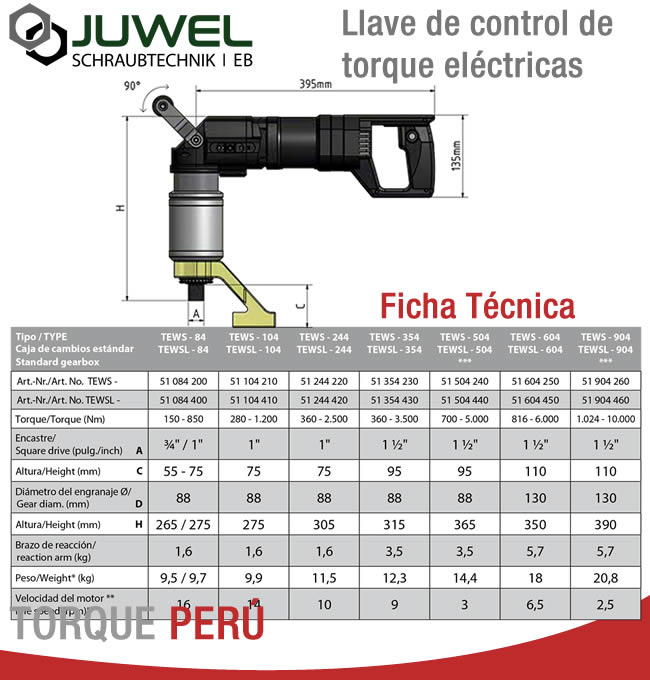 JUWEL
SCHRAUBTECHNIK I EB
Llave de control de
torque eléctricas
90°
395mm
135mm
H
C
A
Ficha Técnica
Tipo / TYPE
Caja de cambios estándar
Standard gearbox
TEWS - 84
TEWSL - 84
TEWS - 104
TEWSL - 104
TEWS - 244
TEWSL - 244
TEWS - 354
TEWSL - 354
TEWS - 504
TEWSL - 504
***
TEWS - 604
TEWSL - 604
TEWS - 904
TEWSL - 904
***
Art.-Nr./Art. No. TEWS - 51 084 200 51 104 210 51 244 220 51 354 230 51 504 240 51 604 250 51 904 260
Art.-Nr./Art. No. TEWSL - 51 084 400 51 104 410 51 244 420 51 354 430 51 504 440 51 604 450 51 904 460
Torque/Torque (Nm) 150 - 850 280 - 1.200 360 - 2.500 360 - 3.500 700 - 5.000 816 - 6.000 1.024 - 10.000
Encastre/
Square drive (pulg./inch) A ¾" / 1" 1" 1" 1 ½" 1 ½" 1 ½" 1 ½"
Altura/Height (mm) C 55 - 75 75 75 95 95 110 110
Diámetro del engranaje Ø/
Gear diam. (mm) D 88 88 88 88 88 130 130
Altura/Height (mm) H 265 / 275 275 305 315 365 350 390
Brazo de reacción/
reaction arm (kg) 1,6 1,6 1,6 3,5 3,5 5,7 5,7
Peso/Weight* (kg) 9,5 / 9,7 9,9 11,5 12,3 14,4 18 20,8
Velocidad del motor ** 16 14 10 9 3 6,5 2,5
TORQUE PERÚ